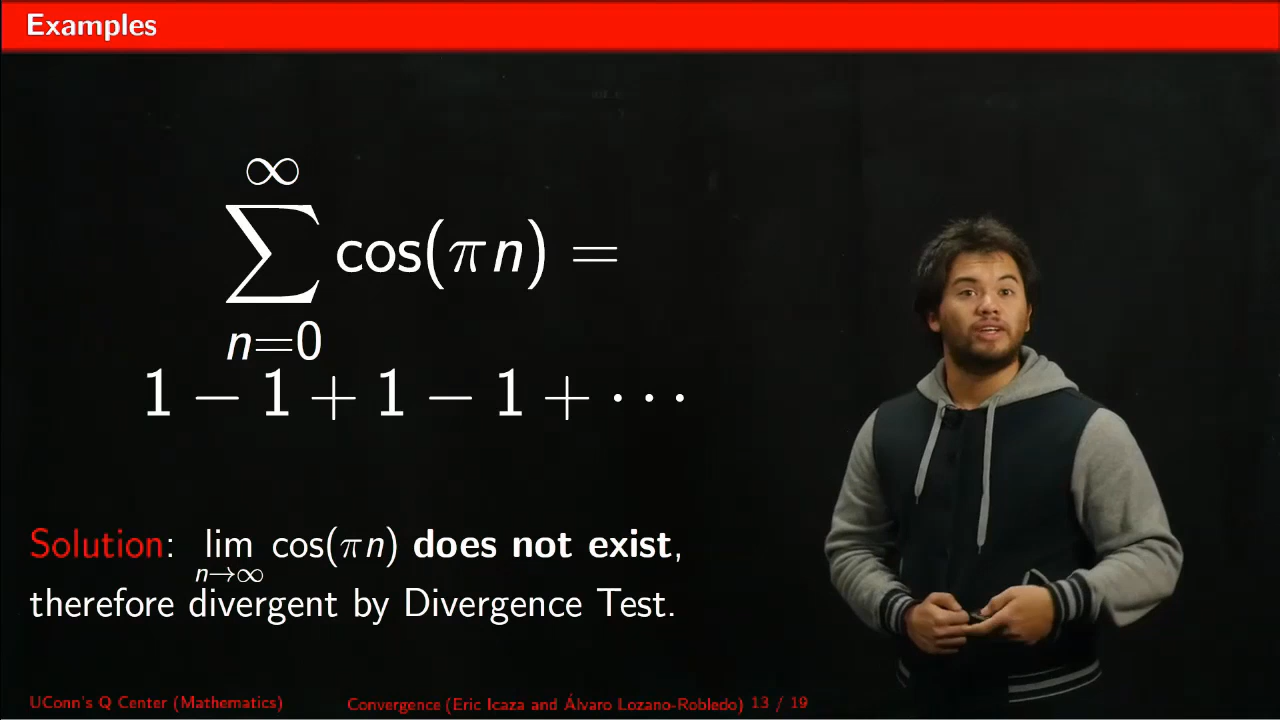 Examples
∞
∑ cos(πn) =
n=0
1 − 1 + 1 − 1 + ⋯
Solution: lim cos(πn) does not exist,
n→∞
therefore divergent by Divergence Test.
UConn's Q Center (Mathematics) Convergence (Eric Icaza and Álvaro Lozano-Robledo) 13 / 19